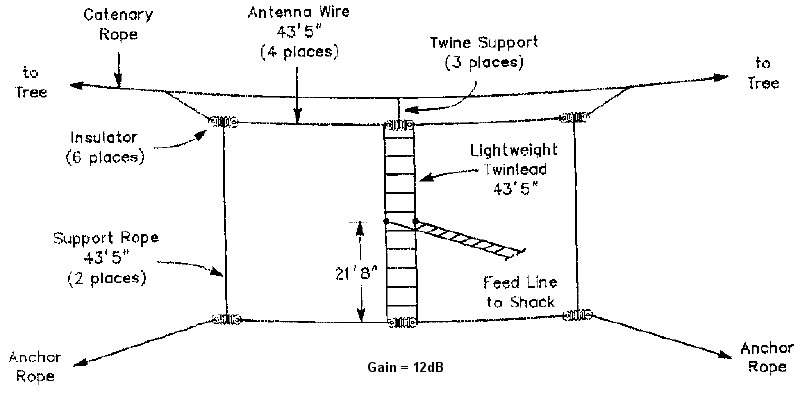 Catenary
Rope
Antenna Wire
43'5"
(4 places)
Twine Support
(3 places)
to
Tree
to
Tree
Insulator
(6 places)
Lightweight
Twinlead
43'5"
Support Rope
43'5"
(2 places)
21'8"
Feed Line
to Shack
Anchor
Rope
Gain = 12dB
Anchor
Rope